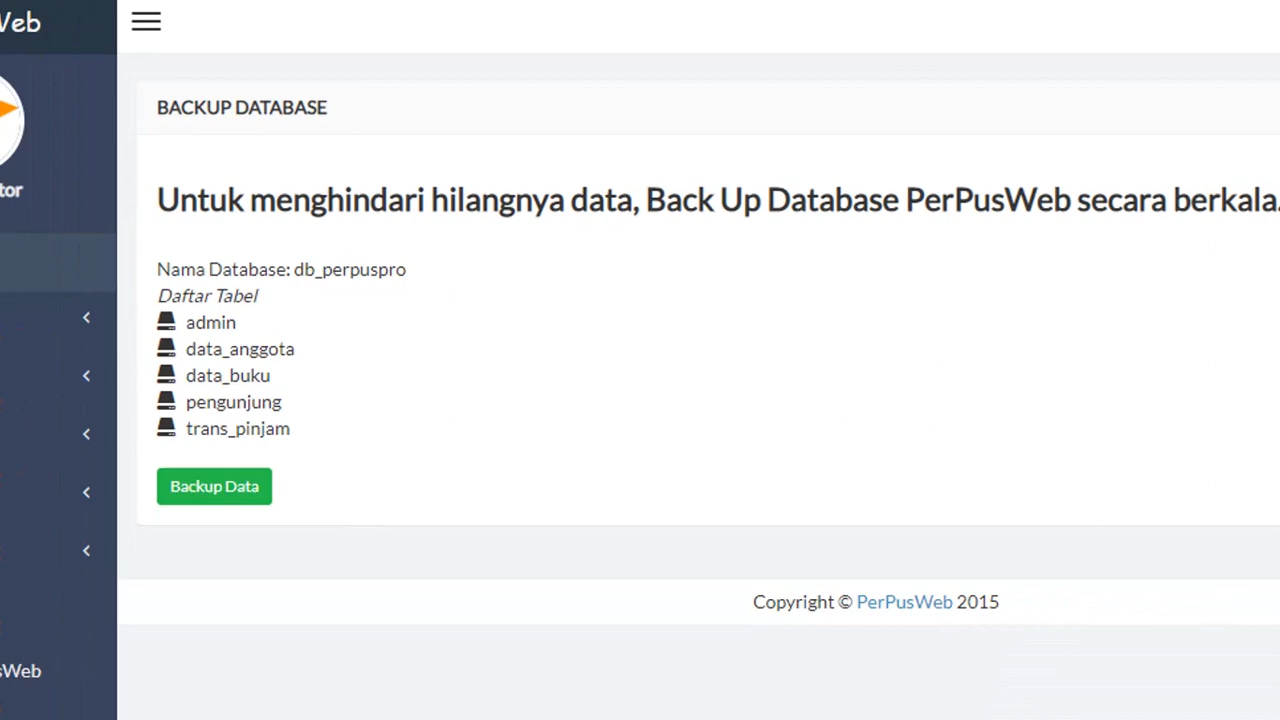 Web
BACKUP DATABASE
tor
Untuk menghindari hilangnya data, Back Up Database PerPusWeb secara berkala.
Nama Database: db_perpuspro
Daftar Tabel
admin
data_anggota
data_buku
pengunjung
trans_pinjam
Backup Data
Copyright © PerPusWeb 2015
sWeb